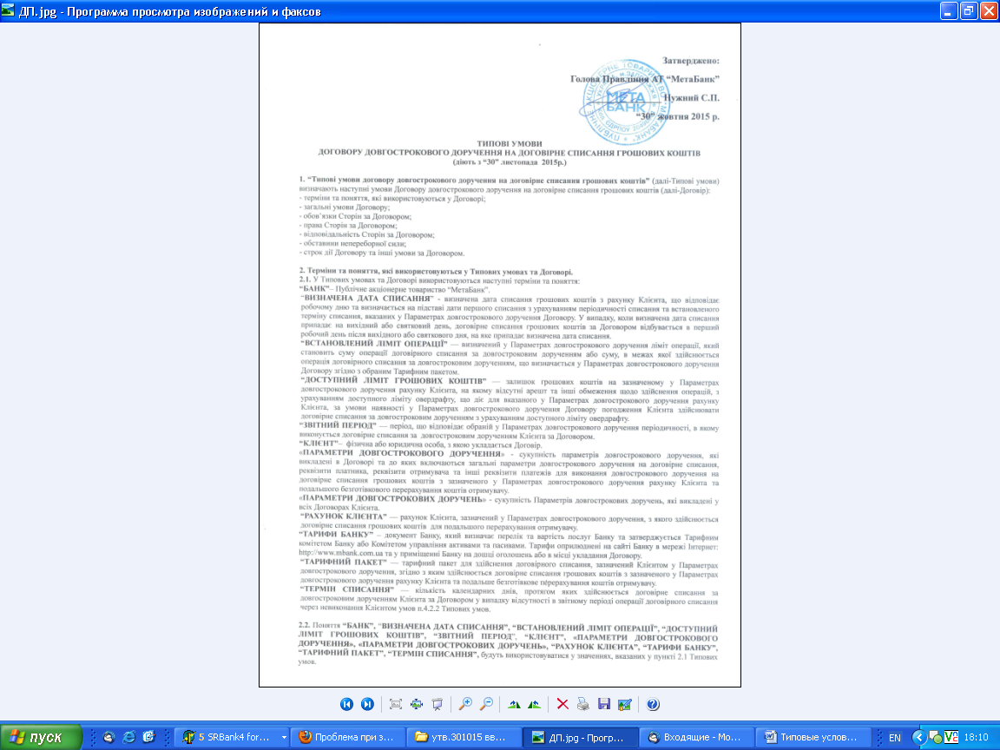 ДП.jpg - Программа просмотра изображений и факсов
Затверджено:
Голова Правління АТ “МетаБанк”
Нужний С.П.
“30” жовтня 2015 р.
МЕТА
БАНК
ТИПОВІ УМОВИ
ДОГОВОРУ ДОВГОСТРОКОВОГО ДОРУЧЕННЯ НА ДОГОВІРНЕ СПИСАННЯ ГРОШОВИХ КОШТІВ
(діють з “30” листопада 2015р.)
1. “Типові умови договору довгострокового доручення на договірне списання грошових коштів” (далі-Типові умови)
визначають наступні умови Договору довгострокового доручення на договірне списання грошових коштів (далі-Договір):
- терміни та поняття, які використовуються у Договорі;
- загальні умови Договору;
- обов’язки Сторін за Договором;
- права Сторін за Договором;
- відповідальність Сторін за Договором;
- обставини непереборної сили;
- строк дії Договору та інші умови за Договором.
2. Терміни та поняття, які використовуються у Типових умовах та Договорі.
2.1. У Типових умовах та Договорі використовуються наступні терміни та поняття:
“БАНК”– Публічне акціонерне товариство “МетаБанк”.
“ВИЗНАЧЕНА ДАТА СПИСАННЯ” - визначена дата списання грошових коштів з рахунку Клієнта, що відповідає
робочому дню та визначається на підставі дати першого списання з урахуванням періодичності списання та встановленого
терміну списання, вказаних у Параметрах довгострокового доручення Договору. У випадку, коли визначена дата списання
припадає на вихідний або святковий день, договірне списання грошових коштів за Договором відбувається в перший
робочий день після вихідного або святкового дня, на яке припадає визначена дата списання.
“ВСТАНОВЛЕНИЙ ЛІМІТ ОПЕРАЦІЇ” — визначений у Параметрах довгострокового доручення ліміт операції, який
становить суму операції договірного списання за довгостроковим дорученням або суму, в межах якої здійснюється
операція договірного списання за довгостроковим дорученням, що визначається у Параметрах довгострокового доручення
Договору згідно з обраним Тарифним пакетом.
“ДОСТУПНИЙ ЛІМІТ ГРОШОВИХ КОШТІВ” — залишок грошових коштів на зазначеному у Параметрах
довгострокового доручення рахунку Клієнта, на якому відсутні арешт та інші обмеження щодо здійснення операцій, з
урахуванням доступного ліміту овердрафту, що діє для вказаного у Параметрах довгострокового доручення рахунку
Клієнта, за умови наявності у Параметрах довгострокового доручення Договору погодження Клієнта здійснювати
договірне списання за довгостроковим дорученням з урахуванням доступного ліміту овердрафту.
“ЗВІТНИЙ ПЕРІОД” — період, що відповідає обраній у Параметрах довгострокового доручення періодичності, в якому
виконується договірне списання за довгостроковим дорученням Клієнта за Договором.
“КЛІЄНТ”– фізична або юридична особа, з якою укладається Договір.
«ПАРАМЕТРИ ДОВГОСТРОКОВОГО ДОРУЧЕННЯ» - сукупність параметрів довгострокового доручення, які
викладені в Договорі та до яких включаються загальні параметри довгострокового доручення на договірне списання,
реквізити платника, реквізити отримувача та інші реквізити платежів для виконання довгострокового доручення на
договірне списання грошових коштів з зазначеного у Параметрах довгострокового доручення рахунку Клієнта та
подальшого безготівкового перерахування коштів отримувачу.
«ПАРАМЕТРИ ДОВГОСТРОКОВИХ ДОРУЧЕНЬ» - сукупність Параметрів довгострокових доручень, які викладені у
всіх Договорах Клієнта.
“РАХУНОК КЛІЄНТА” — рахунок Клієнта, зазначений у Параметрах довгострокового доручення, з якого здійснюється
договірне списання грошових коштів для подальшого перерахування отримувачу.
“ТАРИФИ БАНКУ” – документ Банку, який визначає перелік та вартість послуг Банку та затверджується Тарифним
комітетом Банку або Комітетом управління активами та пасивами. Тарифи оприлюднені на сайті Банку в мережі Інтернет:
http://www.mbank.com.ua та у приміщенні Банку на дошці оголошень або в місці укладання Договору.
“ТАРИФНИЙ ПАКЕТ” — тарифний пакет для здійснення договірного списання, зазначений Клієнтом у Параметрах
довгострокового доручення, згідно з яким здійснюється договірне списання грошових коштів з зазначеного у Параметрах
довгострокового доручення рахунку Клієнта та подальше безготівкове перерахування коштів отримувачу.
“ТЕРМІН СПИСАННЯ” — кількість календарних днів, протягом яких здійснюється договірне списання за
довгостроковим дорученням Клієнта за Договором у випадку відсутності в звітному періоді операції договірного списання
через невиконання Клієнтом умов п.4.2.2 Типових умов.
2.2. Поняття “БАНК”, “ВИЗНАЧЕНА ДАТА СПИСАННЯ”, “ВСТАНОВЛЕНИЙ ЛІМІТ ОПЕРАЦІЇ”, “ДОСТУПНИЙ
ЛІМІТ ГРОШОВИХ КОШТІВ”, “ЗВІТНИЙ ПЕРІОД”, “КЛІЄНТ”, «ПАРАМЕТРИ ДОВГОСТРОКОВОГО
ДОРУЧЕННЯ», «ПАРАМЕТРИ ДОВГОСТРОКОВИХ ДОРУЧЕНЬ», “РАХУНОК КЛІЄНТА”, “ТАРИФИ БАНКУ”,
“ТАРИФНИЙ ПАКЕТ”, “ТЕРМІН СПИСАННЯ”, будуть використовуватися у значеннях, вказаних у пункті 2.1 Типових
умов.
пуск
5 SRBank4 for...
Проблема при з...
утв.301015 вв...
ДП.jpg - Прогр...
Входящие - Mo...
Типовые услов...
EN
18:10